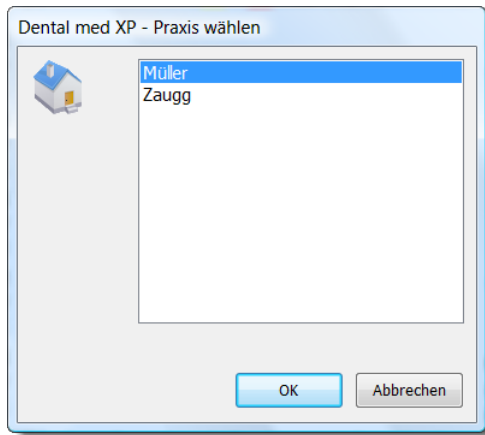 Dental med XP - Praxis wählen
Müller
Zaugg
OK
Abbrechen